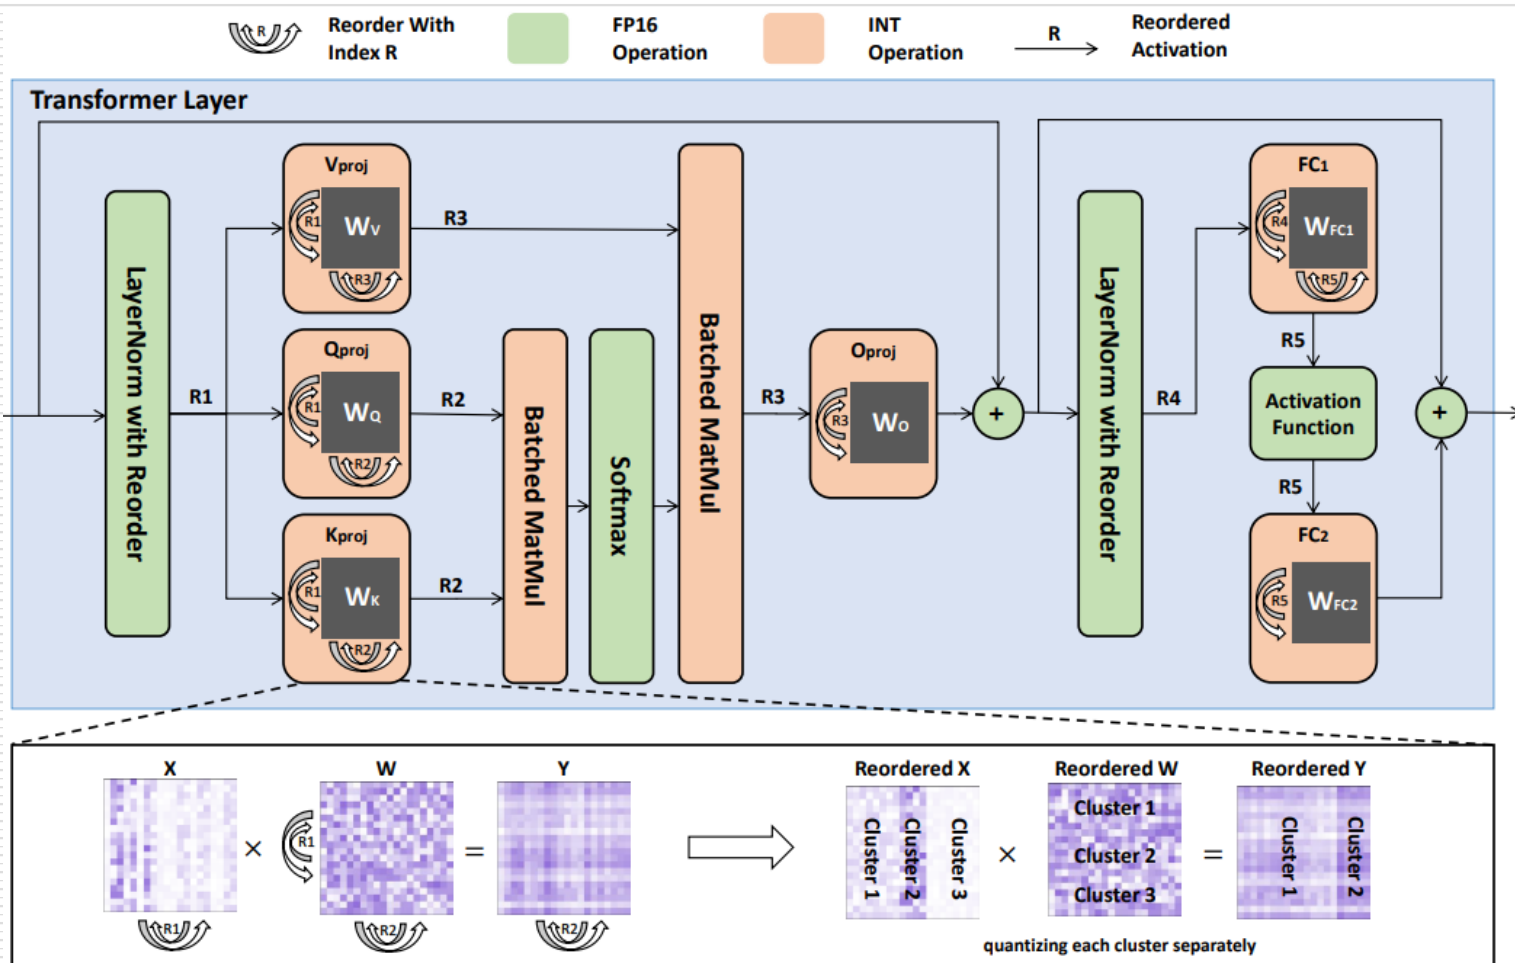 R
Reorder With
Index R
FP16
Operation
INT
Operation
R
Reordered
Activation
Transformer Layer
LayerNorm with Reorder
R1
Vproj
R1
WV
R3
R3
Qproj
R1
WQ
R2
R2
Kproj
R1
WK
R2
R2
Batched MatMul
Softmax
Batched MatMul
R3
Oproj
R3
WO
+
LayerNorm with Reorder
R4
FC1
R4
WFC1
R5
R5
Activation
Function
R5
FC2
R5
WFC2
+
X
W
Y
R1
×
R1
R2
=
R2
Reordered X
Reordered W
Reordered Y
Cluster 1
Cluster 2
Cluster 3
×
Cluster 1
Cluster 2
Cluster 3
=
Cluster 1
Cluster 2
quantizing each cluster separately